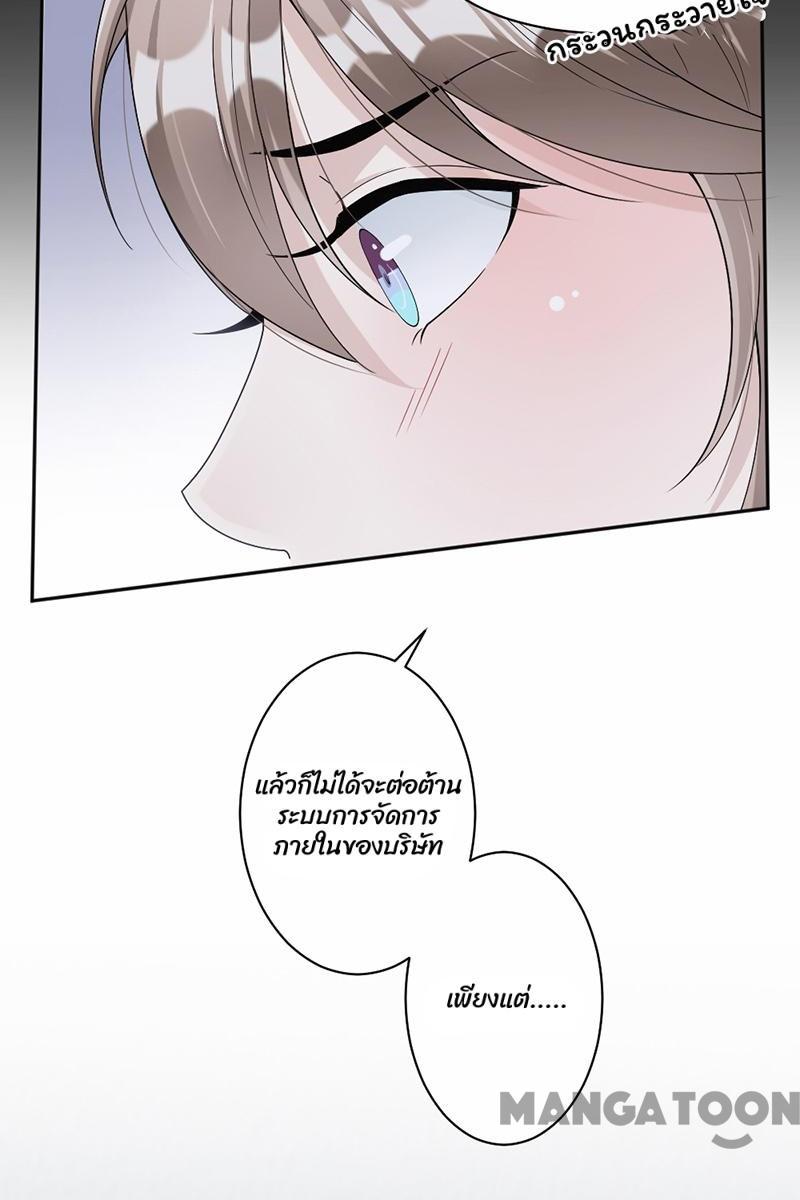 กระวนกระวายใจ
แล้วก็ไม่ได้จะต่อต้าน
ระบบการจัดการ
ภายในของบริษัท
เพียงแต่.....
MANGATOON